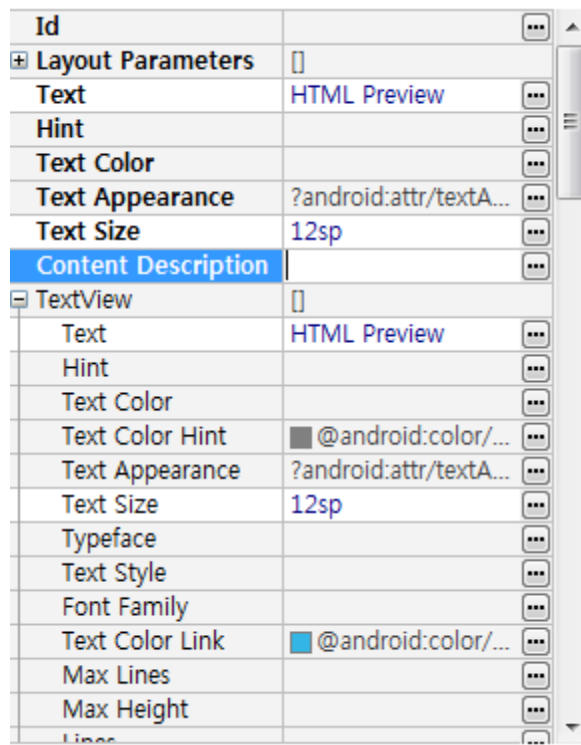 Id
Layout Parameters []
Text HTML Preview
Hint
Text Color
Text Appearance ?android:attr/textA...
Text Size 12sp
Content Description
TextView []
Text HTML Preview
Hint
Text Color
Text Color Hint @android:color/...
Text Appearance ?android:attr/textA...
Text Size 12sp
Typeface
Text Style
Font Family
Text Color Link @android:color/...
Max Lines
Max Height
Lines